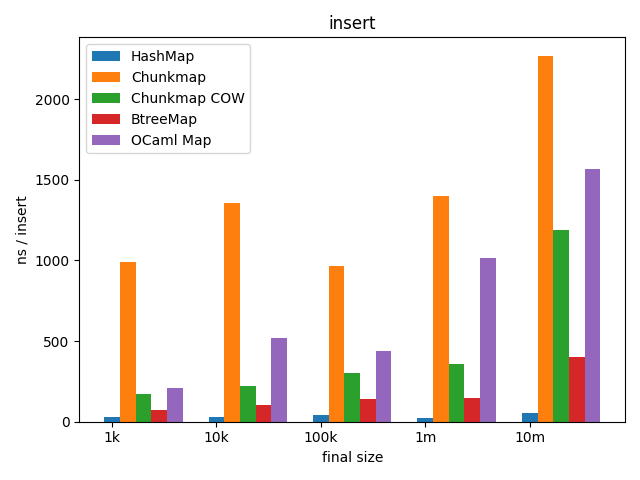 insert
HashMap
Chunkmap
Chunkmap COW
BtreeMap
OCaml Map
2000
1500
1000
500
0
ns / insert
1k 10k 100k 1m 10m
final size